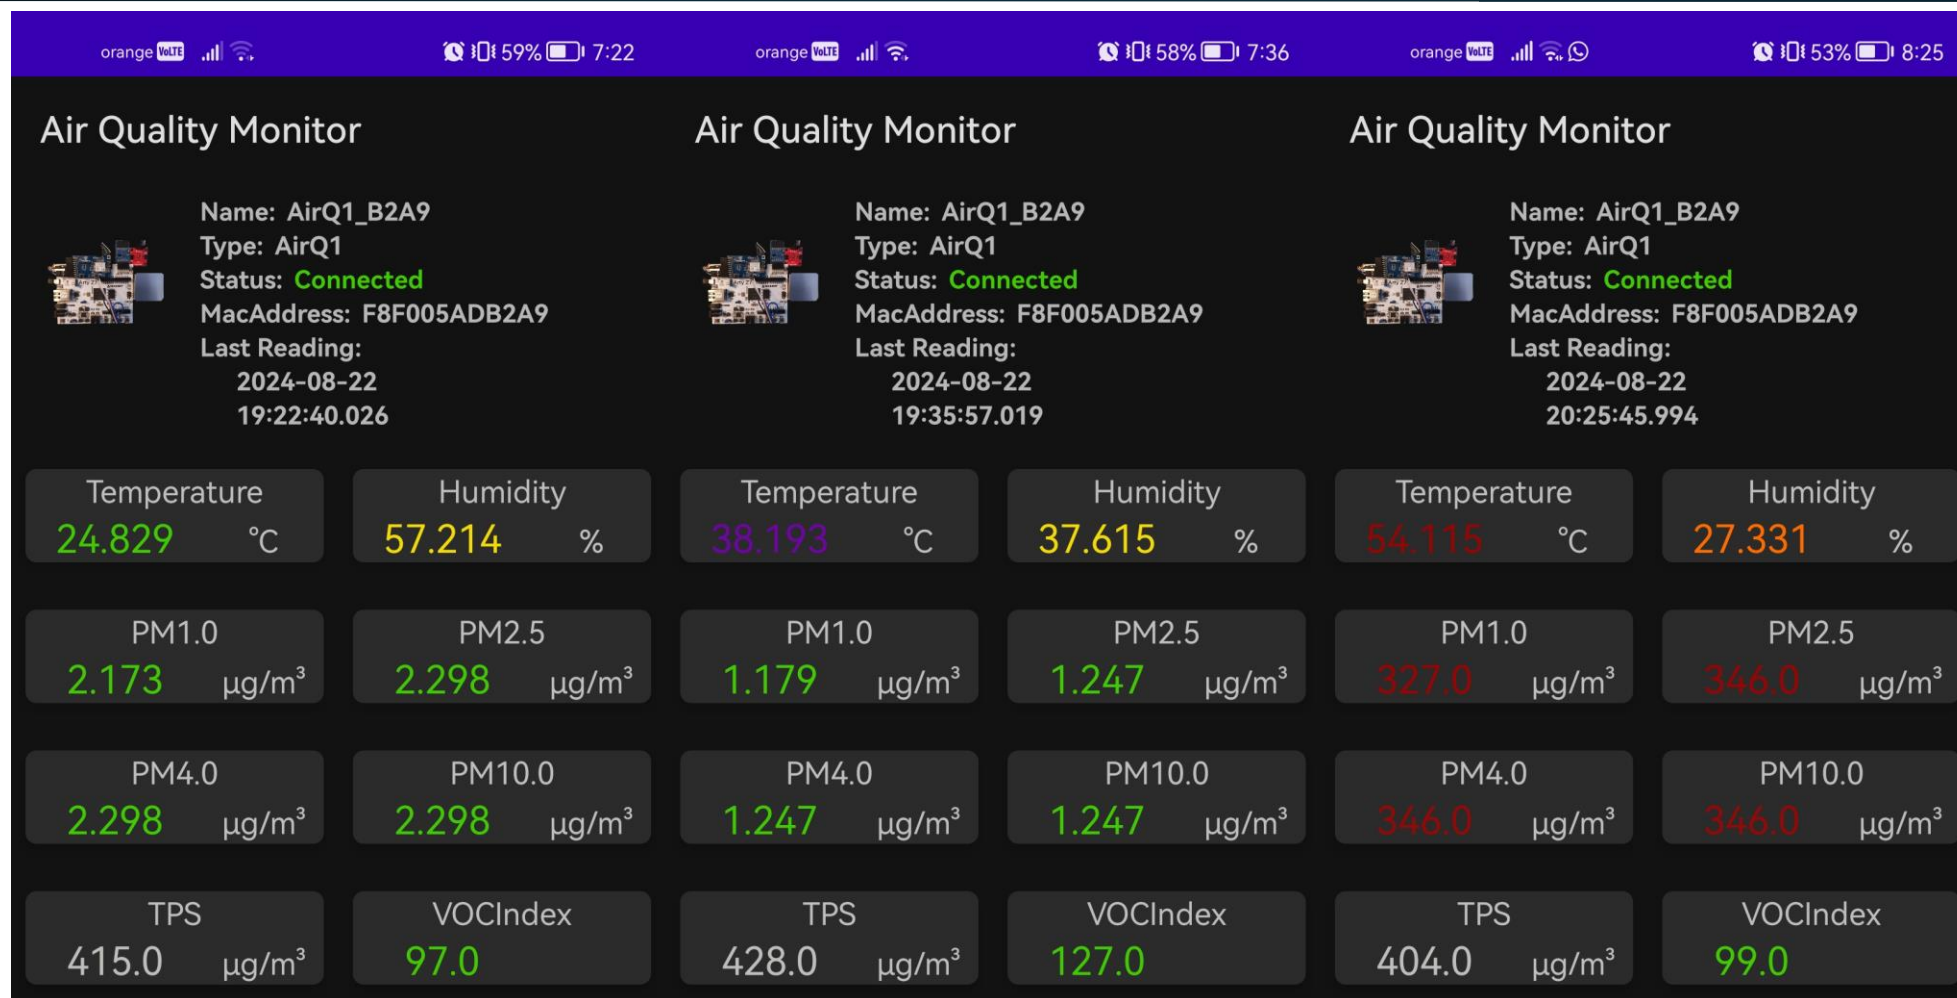 orange VoLTE 59% 7:22
Air Quality Monitor
Name: AirQ1_B2A9
Type: AirQ1
Status: Connected
MacAddress: F8F005ADB2A9
Last Reading:
2024-08-22
19:22:40.026
Temperature Humidity
24.829 °C 57.214 %
PM1.0 PM2.5
2.173 µg/m³ 2.298 µg/m³
PM4.0 PM10.0
2.298 µg/m³ 2.298 µg/m³
TPS VOCIndex
415.0 µg/m³ 97.0
orange VoLTE 58% 7:36
Air Quality Monitor
Name: AirQ1_B2A9
Type: AirQ1
Status: Connected
MacAddress: F8F005ADB2A9
Last Reading:
2024-08-22
19:35:57.019
Temperature Humidity
38.193 °C 37.615 %
PM1.0 PM2.5
1.179 µg/m³ 1.247 µg/m³
PM4.0 PM10.0
1.247 µg/m³ 1.247 µg/m³
TPS VOCIndex
428.0 µg/m³ 127.0
orange VoLTE 53% 8:25
Air Quality Monitor
Name: AirQ1_B2A9
Type: AirQ1
Status: Connected
MacAddress: F8F005ADB2A9
Last Reading:
2024-08-22
20:25:45.994
Temperature Humidity
54.115 °C 27.331 %
PM1.0 PM2.5
327.0 µg/m³ 346.0 µg/m³
PM4.0 PM10.0
346.0 µg/m³ 346.0 µg/m³
TPS VOCIndex
404.0 µg/m³ 99.0